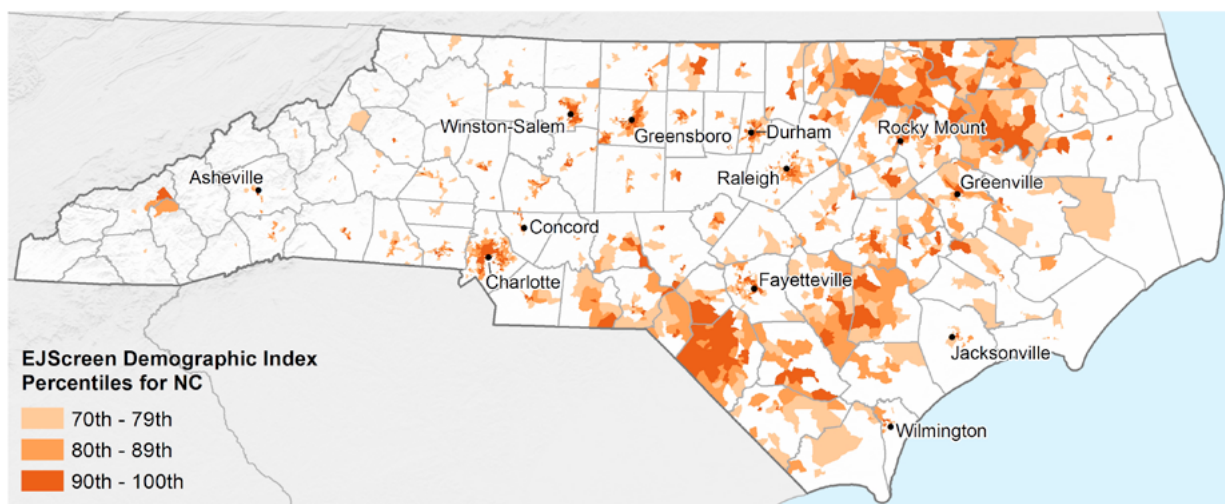 Winston-Salem
Greensboro
Durham
Rocky Mount
Asheville
Raleigh
Greenville
Concord
Charlotte
Fayetteville
Jacksonville
Wilmington
EJScreen Demographic Index
Percentiles for NC
70th - 79th
80th - 89th
90th - 100th